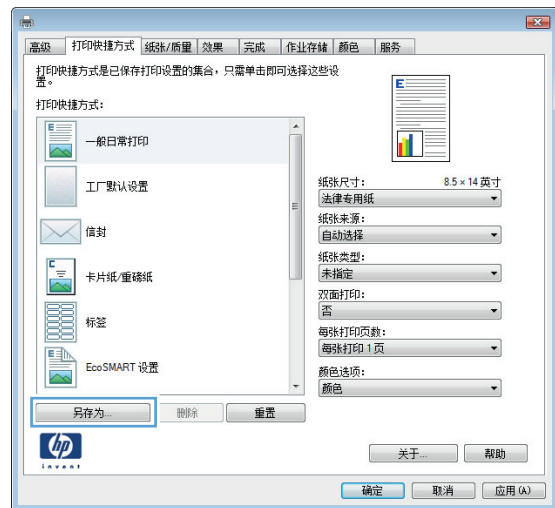 高级 打印快捷方式 纸张/质量 效果 完成 作业存储 颜色 服务
打印快捷方式是已保存打印设置的集合，只需单击即可选择这些设
置。
打印快捷方式：
一般日常打印
工厂默认设置
信封
卡片纸/重磅纸
标签
EcoSMART 设置
另存为... 删除 重置
E
纸张尺寸： 8.5 × 14 英寸
法律专用纸
纸张来源：
自动选择
纸张类型：
未指定
双面打印：
否
每张打印页数：
每张打印 1 页
颜色选项：
颜色
hp
invent
关于... 帮助
确定 取消 应用 (A)